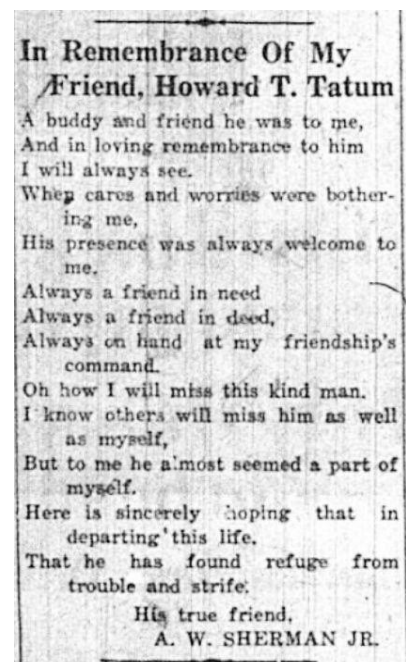 In Remembrance Of My
Friend, Howard T. Tatum
A buddy and friend he was to me,
And in loving remembrance to him
I will always see.
When cares and worries were bother-
ing me,
His presence was always welcome to
me.
Always a friend in need
Always a friend in deed,
Always on hand at my friendship's
command.
Oh how I will miss this kind man.
I know others will miss him as well
as myself,
But to me he almost seemed a part of
myself.
Here is sincerely hoping that in
departing this life.
That he has found refuge from
trouble and strife.
His true friend,
A. W. SHERMAN JR.